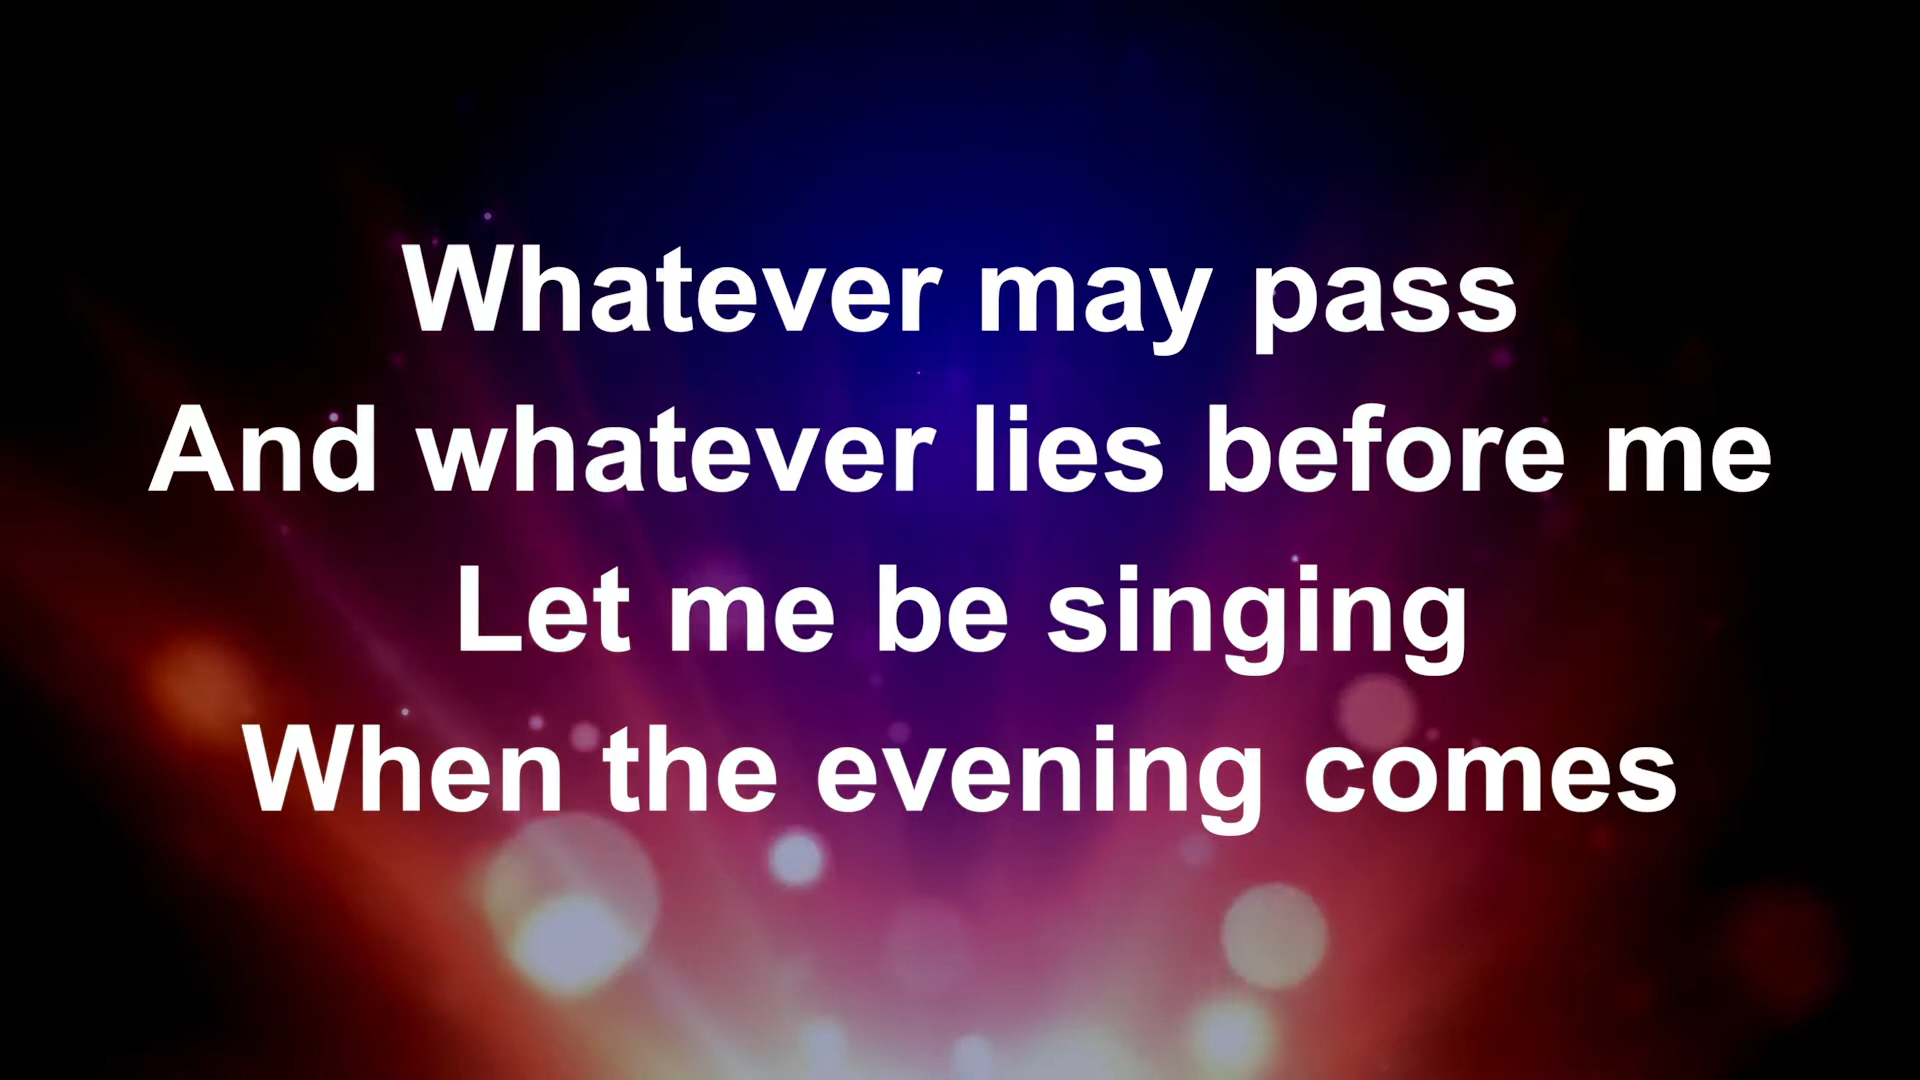 Whatever may pass
And whatever lies before me
Let me be singing
When the evening comes